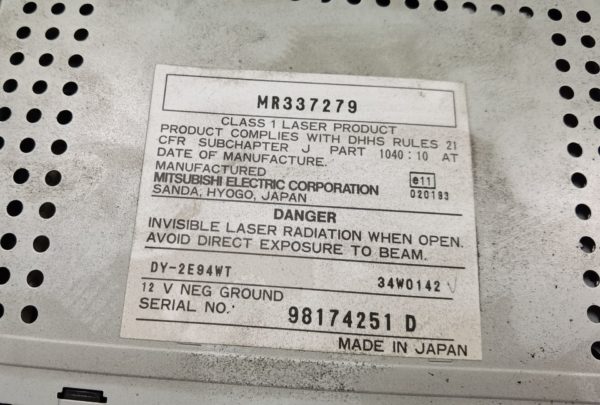 MR337279
CLASS 1 LASER PRODUCT
PRODUCT COMPLIES WITH DHHS RULES 21
CFR SUBCHAPTER J PART 1040:10 AT
DATE OF MANUFACTURE.
MANUFACTURED
MITSUBISHI ELECTRIC CORPORATION
SANDA, HYOGO, JAPAN
e11
020183
DANGER
INVISIBLE LASER RADIATION WHEN OPEN.
AVOID DIRECT EXPOSURE TO BEAM.
DY-2E94WT 34W0142
12 V NEG GROUND
SERIAL NO. 98174251 D
MADE IN JAPAN